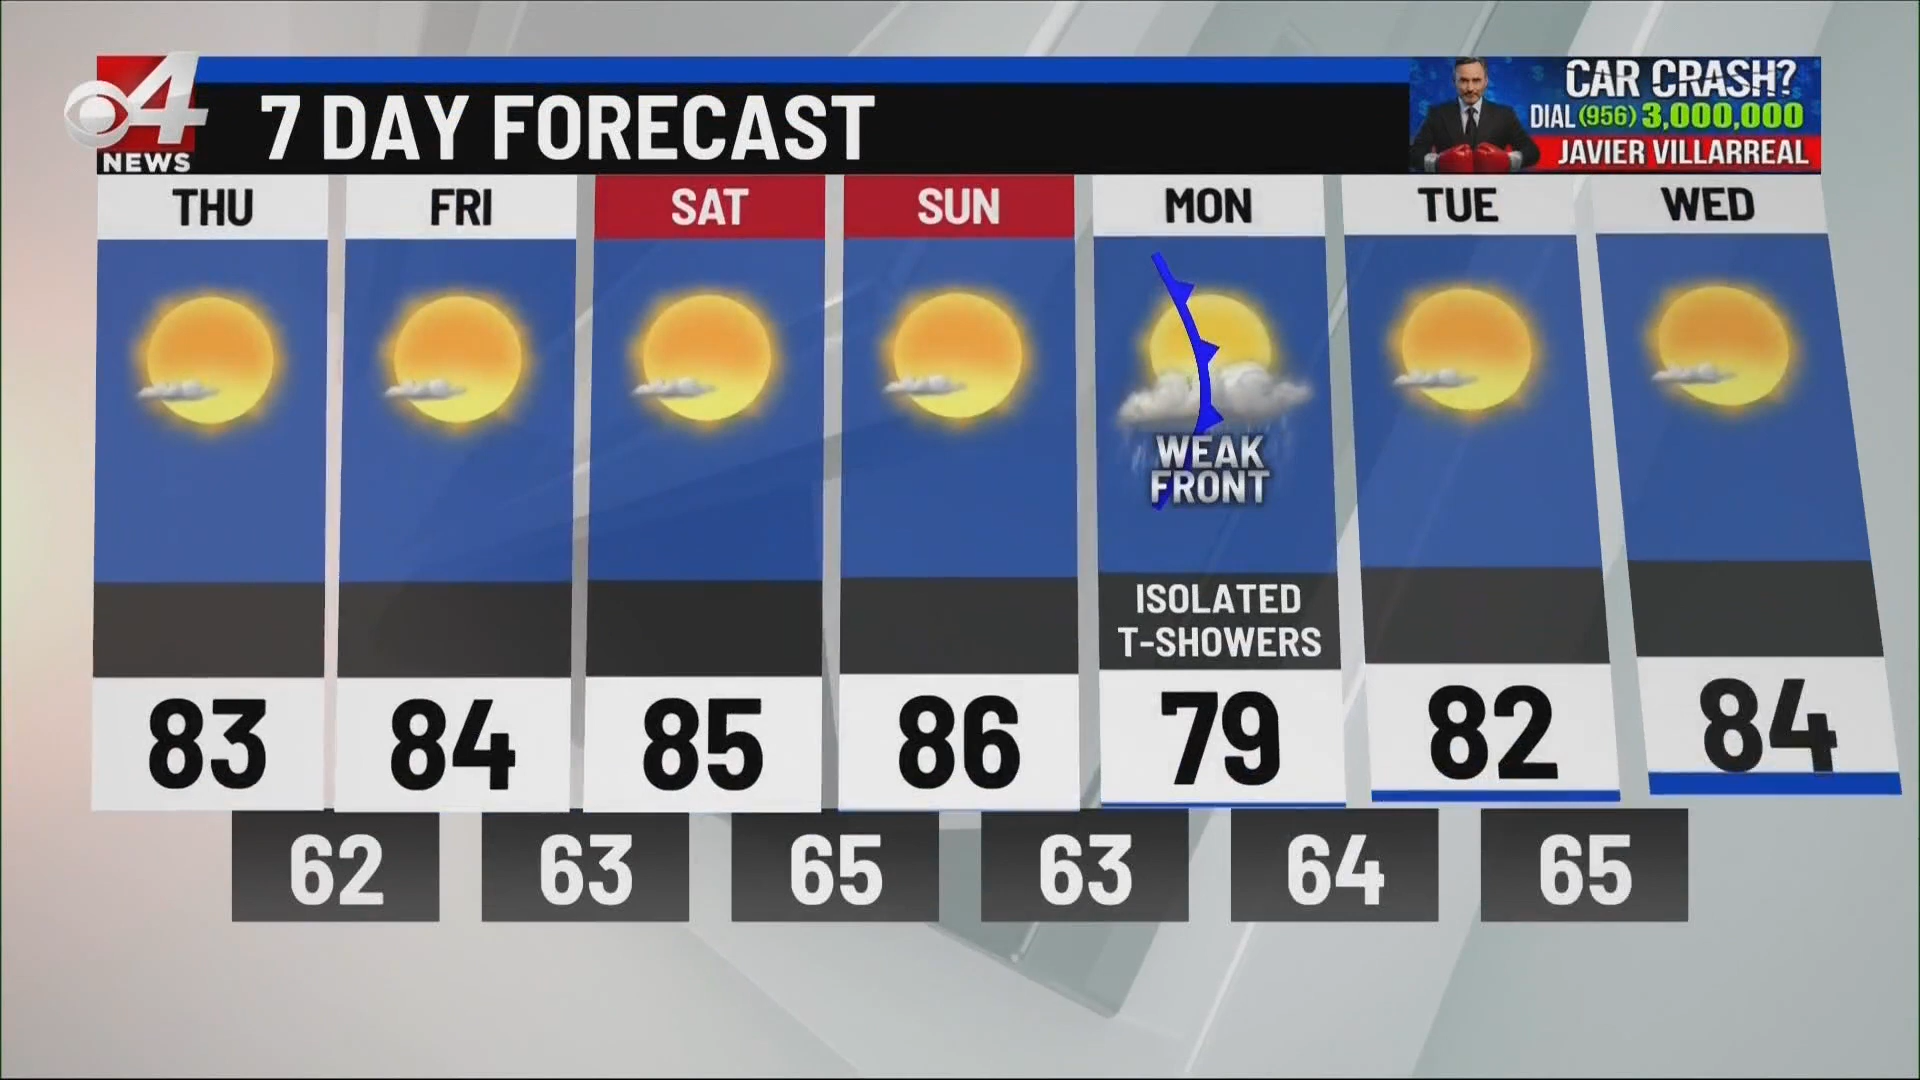 4
NEWS
7 DAY FORECAST
CAR CRASH?
DIAL (956) 3,000,000
JAVIER VILLARREAL
THU FRI SAT SUN MON TUE WED
WEAK
FRONT
ISOLATED
T-SHOWERS
83 84 85 86 79 82 84
62 63 65 63 64 65